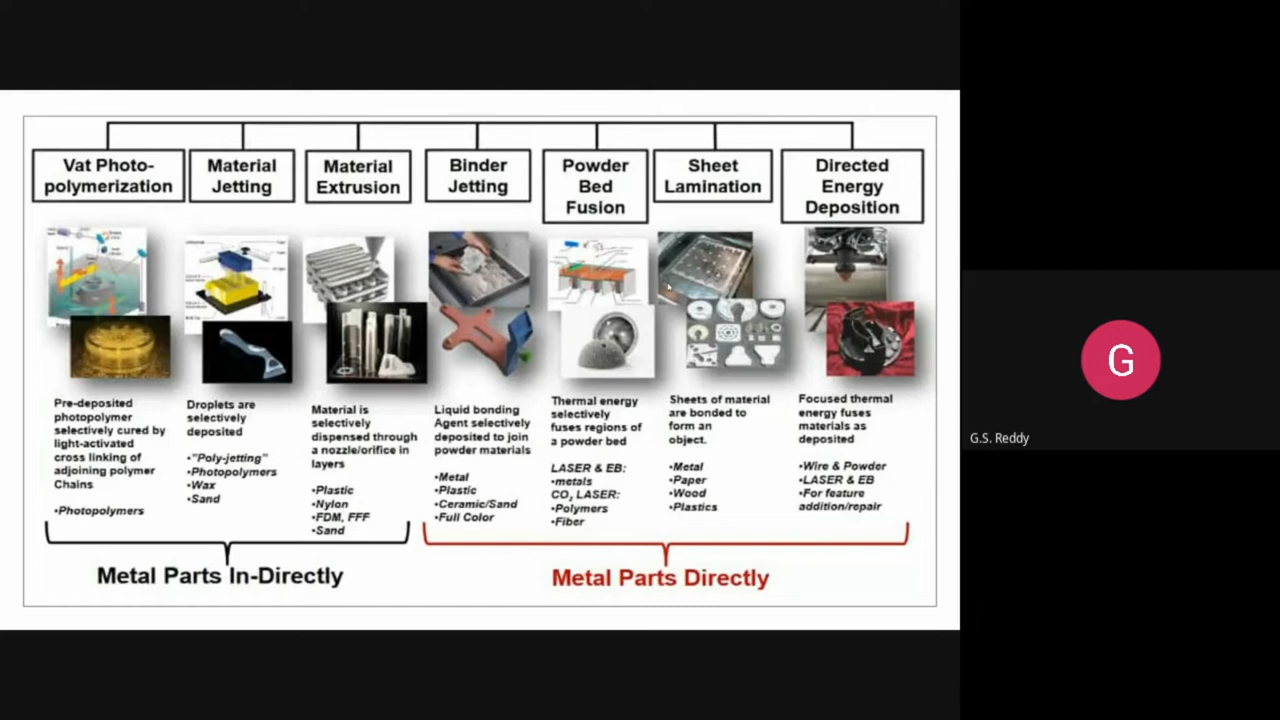 Vat Photo-
polymerization
Material
Jetting
Material
Extrusion
Binder
Jetting
Powder
Bed
Fusion
Sheet
Lamination
Directed
Energy
Deposition
Pre-deposited
photopolymer
selectively cured by
light-activated
cross linking of
adjoining polymer
Chains
•Photopolymers
Droplets are
selectively
deposited
•"Poly-jetting"
•Photopolymers
•Wax
•Sand
Material is
selectively
dispensed through
a nozzle/orifice in
layers
•Plastic
•Nylon
•FDM, FFF
•Sand
Liquid bonding
Agent selectively
deposited to join
powder materials
•Metal
•Plastic
•Ceramic/Sand
•Full Color
Thermal energy
selectively
fuses regions of
a powder bed
LASER & EB:
•metals
CO₂ LASER:
•Polymers
•Fiber
Sheets of material
are bonded to
form an
object.
•Metal
•Paper
•Wood
•Plastics
Focused thermal
energy fuses
materials as
deposited
•Wire & Powder
•LASER & EB
•For feature
addition/repair
Metal Parts In-Directly
Metal Parts Directly
G
G.S. Reddy